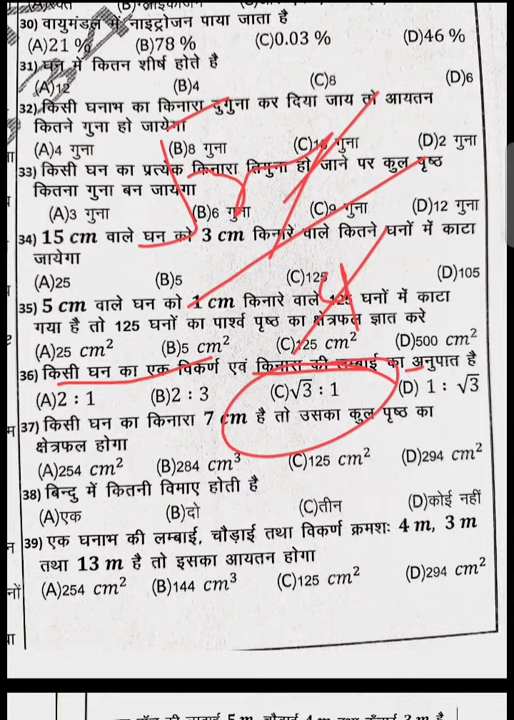 30) वायुमंडल में नाइट्रोजन पाया जाता है
(A)21 % (B)78 % (C)0.03 % (D)46 %
31) घन में कितन शीर्ष होते है
(A)12 (B)4 (C)8 (D)6
32) किसी घनाभ का किनारा दुगुना कर दिया जाय तो आयतन
कितने गुना हो जायेगा
(A)4 गुना (B)8 गुना (C)16 गुना (D)2 गुना
33) किसी घन का प्रत्येक किनारा तिगुना हो जाने पर कुल पृष्ठ
कितना गुना बन जायेगा
(A)3 गुना (B)6 गुना (C)9 गुना (D)12 गुना
34) 15 cm वाले घन को 3 cm किनारे वाले कितने घनों में काटा
जायेगा
(A)25 (B)5 (C)125 (D)105
35) 5 cm वाले घन को 1 cm किनारे वाले 125 घनों में काटा
गया है तो 125 घनों का पार्श्व पृष्ठ का क्षेत्रफल ज्ञात करे
(A)25 cm² (B)5 cm² (C)125 cm² (D)500 cm²
36) किसी घन का एक विकर्ण एवं किनारा की लम्बाई का अनुपात है
(A)2 : 1 (B)2 : 3 (C)√3 : 1 (D) 1 : √3
37) किसी घन का किनारा 7 cm है तो उसका कुल पृष्ठ का
क्षेत्रफल होगा
(A)254 cm² (B)284 cm³ (C)125 cm² (D)294 cm²
38) बिन्दु में कितनी विमाए होती है
(A)एक (B)दो (C)तीन (D)कोई नहीं
39) एक घनाभ की लम्बाई, चौड़ाई तथा विकर्ण क्रमशः 4 m, 3 m
तथा 13 m है तो इसका आयतन होगा
(A)254 cm² (B)144 cm³ (C)125 cm² (D)294 cm²